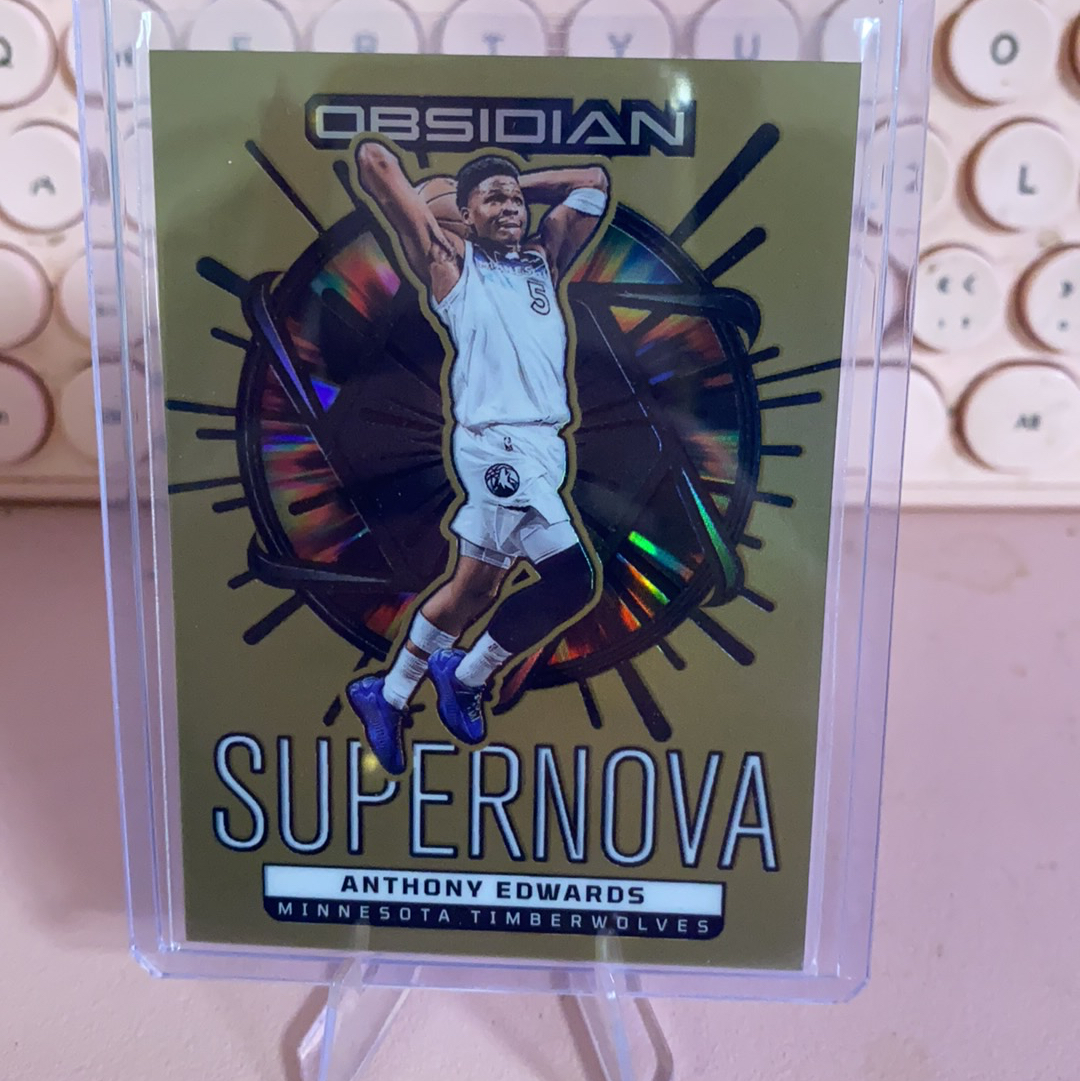 Q W E R T Y U O
A L
OBSIDIAN
5
SUPERNOVA
ANTHONY EDWARDS
MINNESOTA TIMBERWOLVES